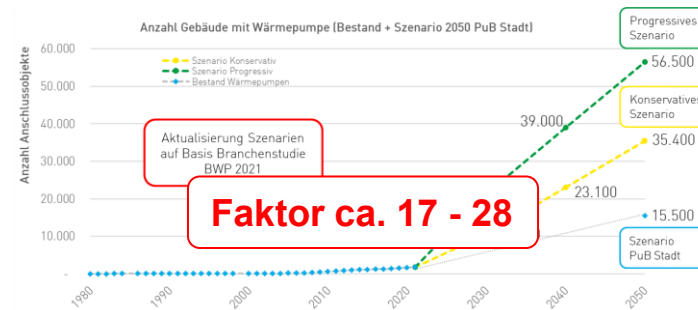 Anzahl Gebäude mit Wärmepumpe (Bestand + Szenario 2050 PuB Stadt)
Progressives
Szenario
Anzahl Anschlussobjekte
60.000
50.000
40.000
30.000
20.000
10.000
-
Szenario Konservativ
Szenario Progressiv
Bestand Wärmepumpen
56.500
39.000
Konservatives
Szenario
35.400
Aktualisierung Szenarien
auf Basis Branchenstudie
BWP 2021
23.100
Faktor ca. 17 - 28
15.500
Szenario
PuB Stadt
1980
1990
2000
2010
2020
2030
2040
2050